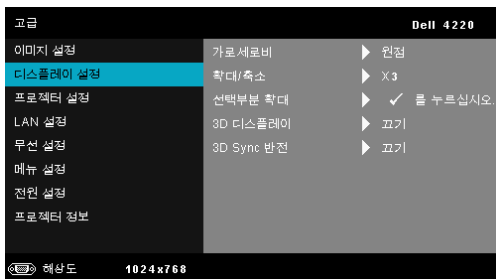 고급 Dell 4220
이미지 설정
디스플레이 설정
프로젝터 설정
LAN 설정
무선 설정
메뉴 설정
전원 설정
프로젝터 정보
가로세로비 원점
확대/축소 X3
선택부분 확대 ✓ 를 누르십시오.
3D 디스플레이 끄기
3D Sync 반전 끄기
해상도 1024x768